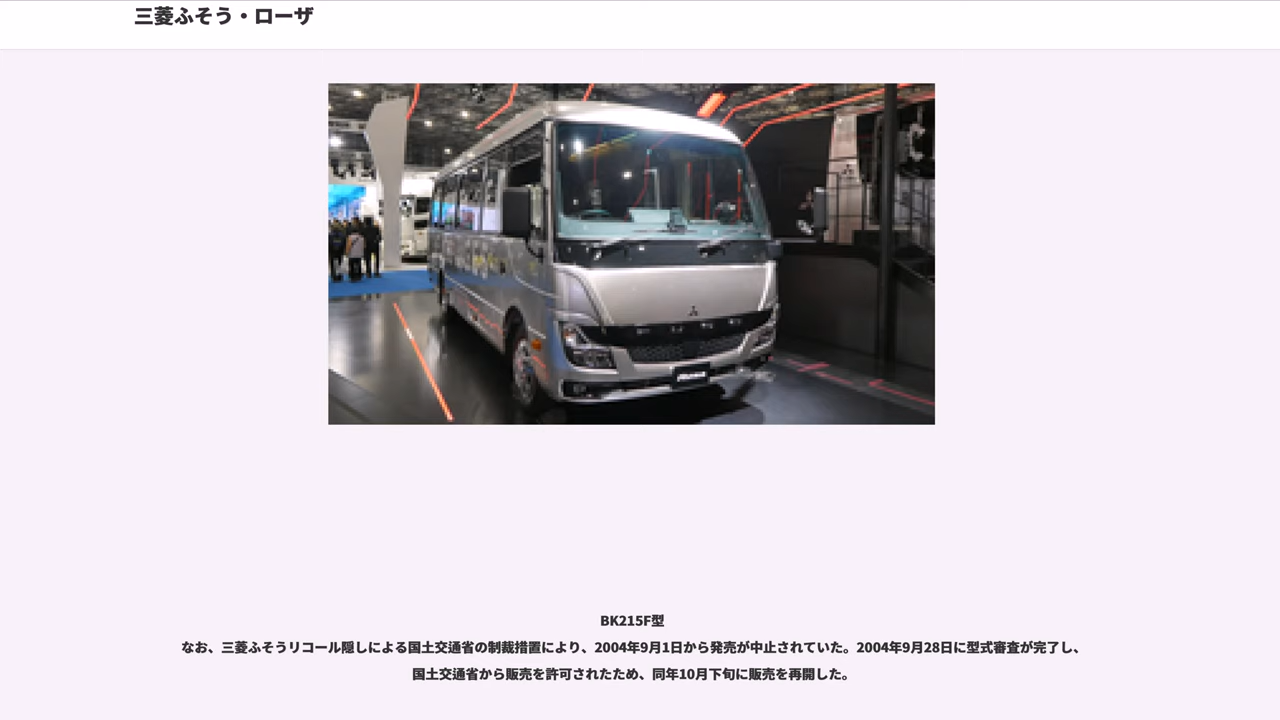 三菱ふそう・ローザ
FUSO
BK215F型
なお、三菱ふそうリコール隠しによる国土交通省の制裁措置により、2004年9月1日から発売が中止されていた。2004年9月28日に型式審査が完了し、
国土交通省から販売を許可されたため、同年10月下旬に販売を再開した。